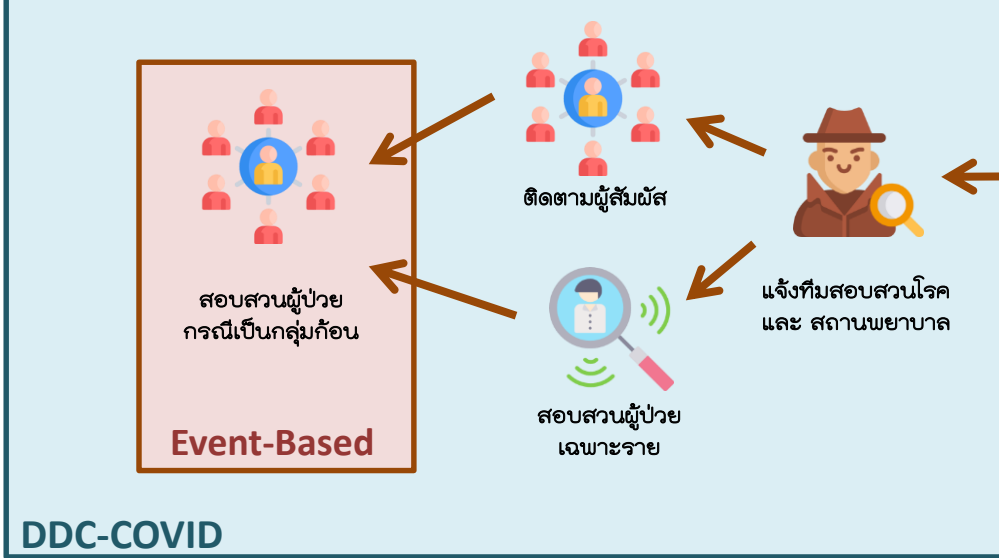 ติดตามผู้สัมผัส
สอบสวนผู้ป่วย
กรณีเป็นกลุ่มก้อน
แจ้งทีมสอบสวนโรค
และ สถานพยาบาล
สอบสวนผู้ป่วย
เฉพาะราย
Event-Based
DDC-COVID